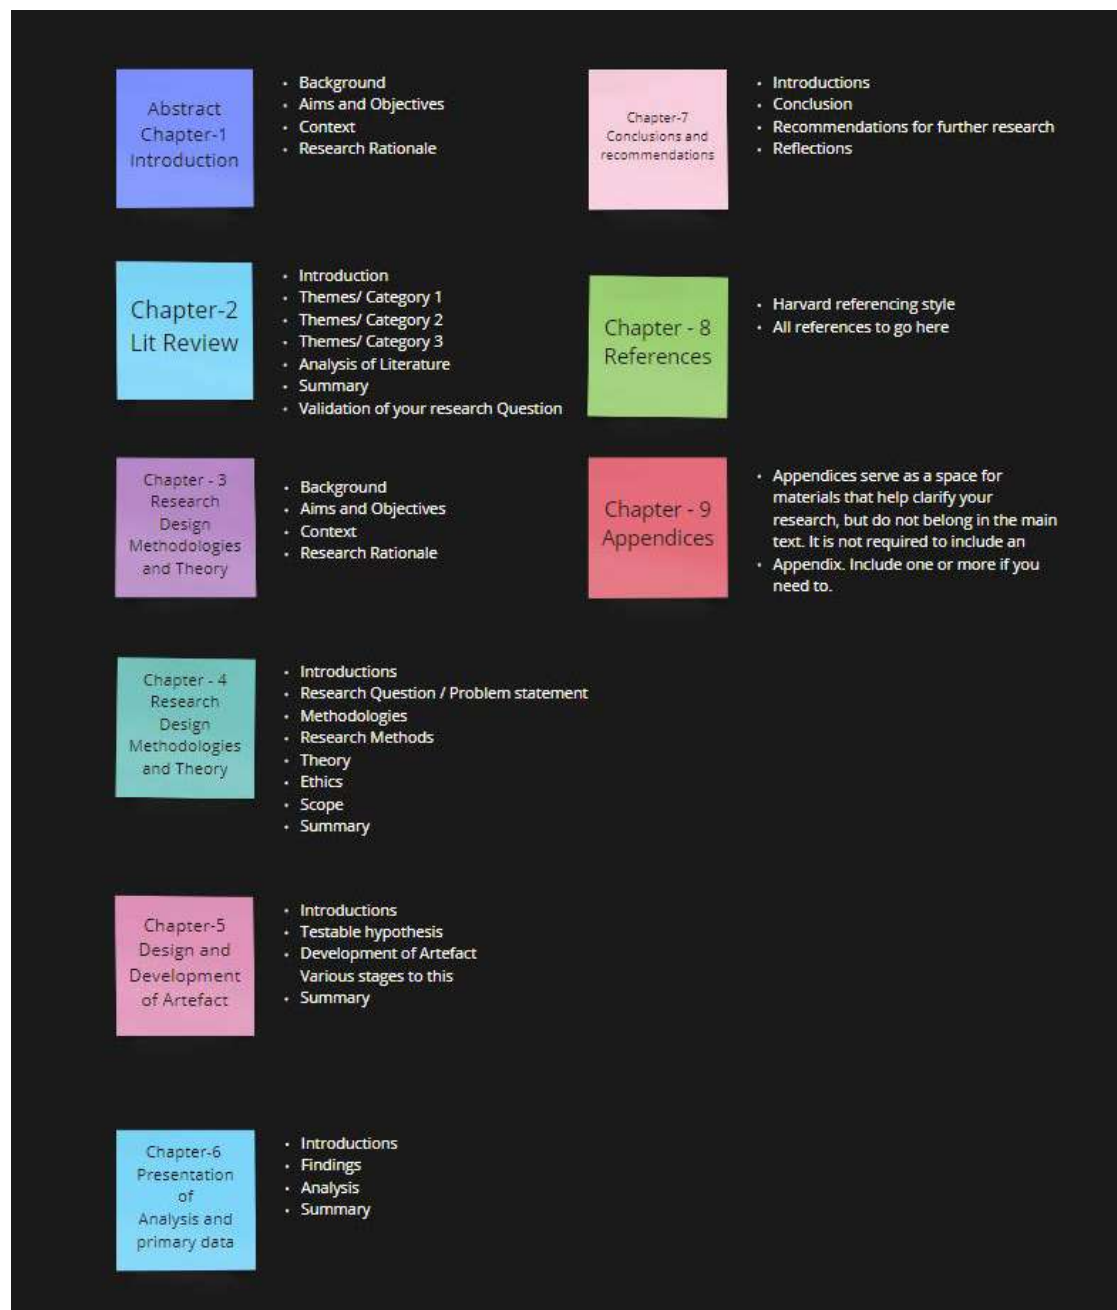 Abstract
Chapter-1
Introduction
• Background
• Aims and Objectives
• Context
• Research Rationale
Chapter-2
Lit Review
• Introduction
• Themes/ Category 1
• Themes/ Category 2
• Themes/ Category 3
• Analysis of Literature
• Summary
• Validation of your research Question
Chapter - 3
Research
Design
Methodologies
and Theory
• Background
• Aims and Objectives
• Context
• Research Rationale
Chapter - 4
Research
Design
Methodologies
and Theory
• Introductions
• Research Question / Problem statement
• Methodologies
• Research Methods
• Theory
• Ethics
• Scope
• Summary
Chapter-5
Design and
Development
of Artefact
• Introductions
• Testable hypothesis
• Development of Artefact
Various stages to this
• Summary
Chapter-6
Presentation
of
Analysis and
primary data
• Introductions
• Findings
• Analysis
• Summary
Chapter-7
Conclusions and
recommendations
• Introductions
• Conclusion
• Recommendations for further research
• Reflections
Chapter - 8
References
• Harvard referencing style
• All references to go here
Chapter - 9
Appendices
• Appendices serve as a space for
materials that help clarify your
research, but do not belong in the main
text. It is not required to include an
• Appendix. Include one or more if you
need to.